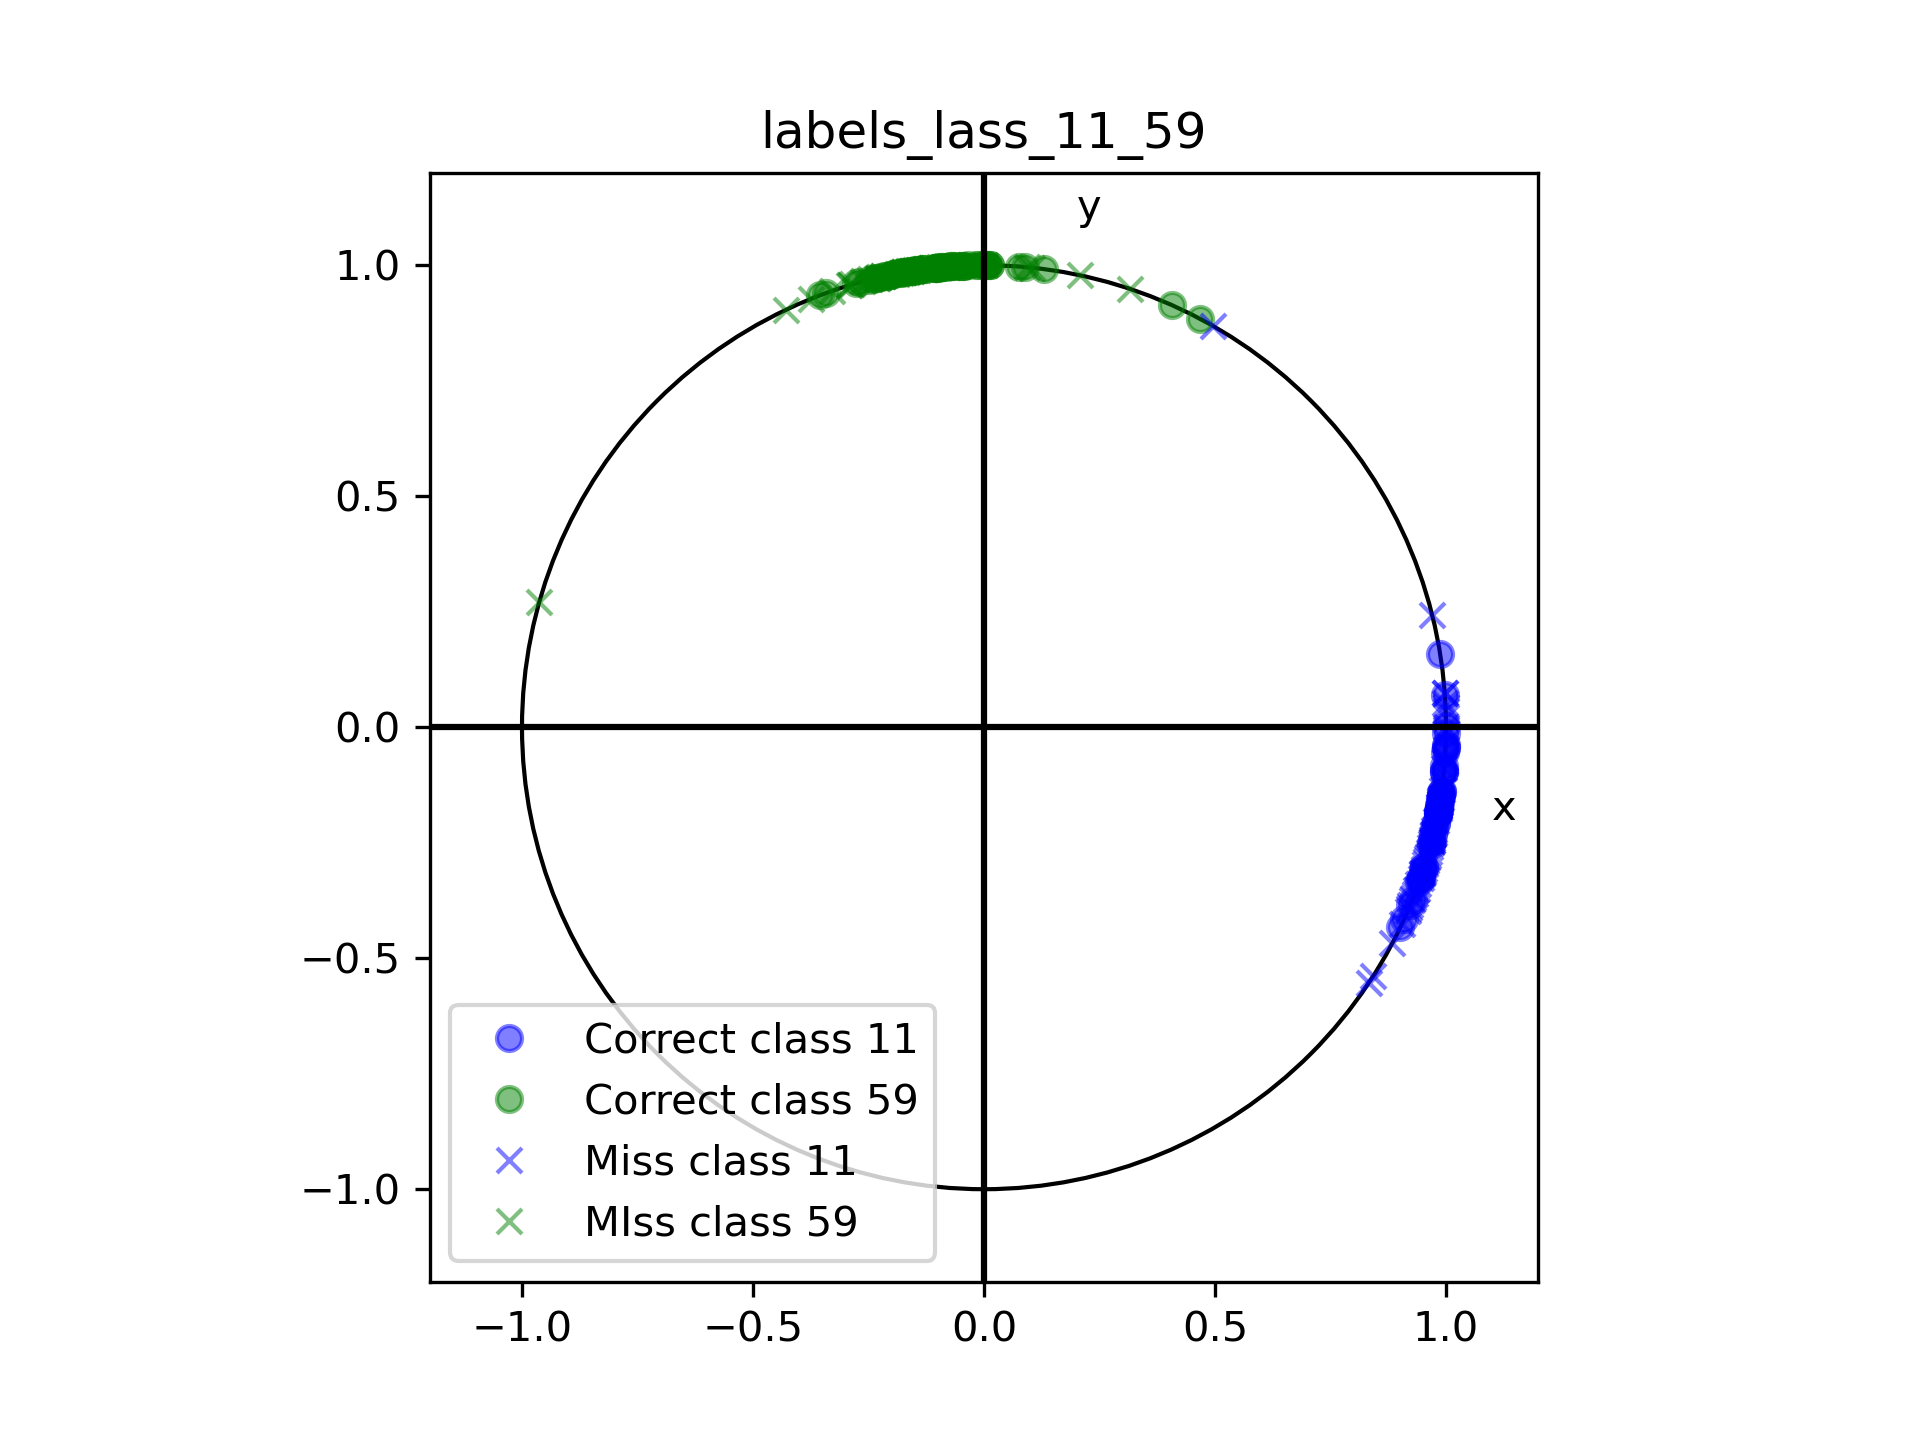 labels_lass_11_59
y
1.0
0.5
0.0
x
−0.5
−1.0
Correct class 11
Correct class 59
Miss class 11
MIss class 59
−1.0 −0.5 0.0 0.5 1.0